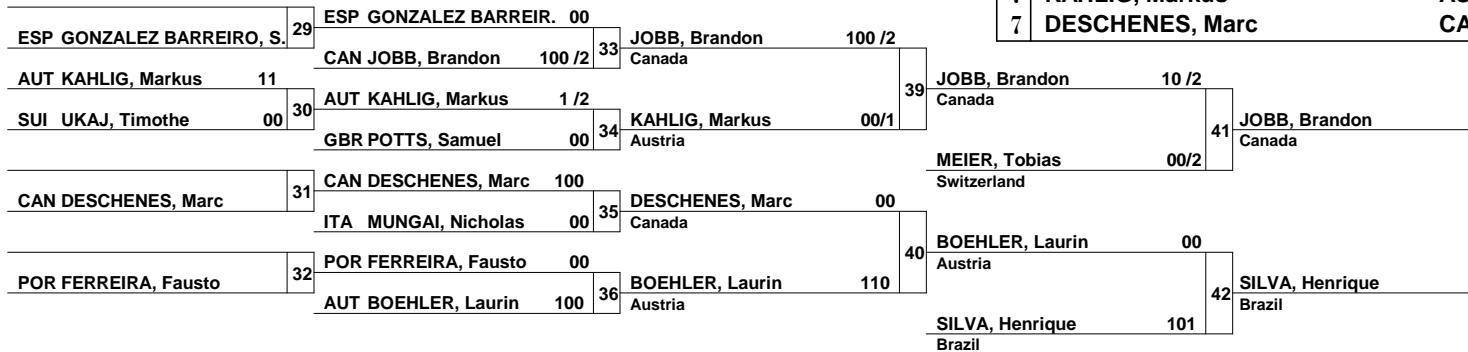 KAHLIG, Markus
7 DESCHENES, Marc CA
ESP GONZALEZ BARREIRO, S. 29
AUT KAHLIG, Markus 11
SUI UKAJ, Timothe 00 30
CAN DESCHENES, Marc 31
POR FERREIRA, Fausto 32
ESP GONZALEZ BARREIR. 00
CAN JOBB, Brandon 100 /2 33
AUT KAHLIG, Markus 1 /2
GBR POTTS, Samuel 00 34
CAN DESCHENES, Marc 100
ITA MUNGAI, Nicholas 00 35
POR FERREIRA, Fausto 00
AUT BOEHLER, Laurin 100 36
JOBB, Brandon 100 /2
Canada
39
KAHLIG, Markus 00/1
Austria
DESCHENES, Marc 00
Canada
40
BOEHLER, Laurin 110
Austria
JOBB, Brandon 10 /2
Canada
41
MEIER, Tobias 00/2
Switzerland
BOEHLER, Laurin 00
Austria
42
SILVA, Henrique 101
Brazil
JOBB, Brandon
Canada
SILVA, Henrique
Brazil